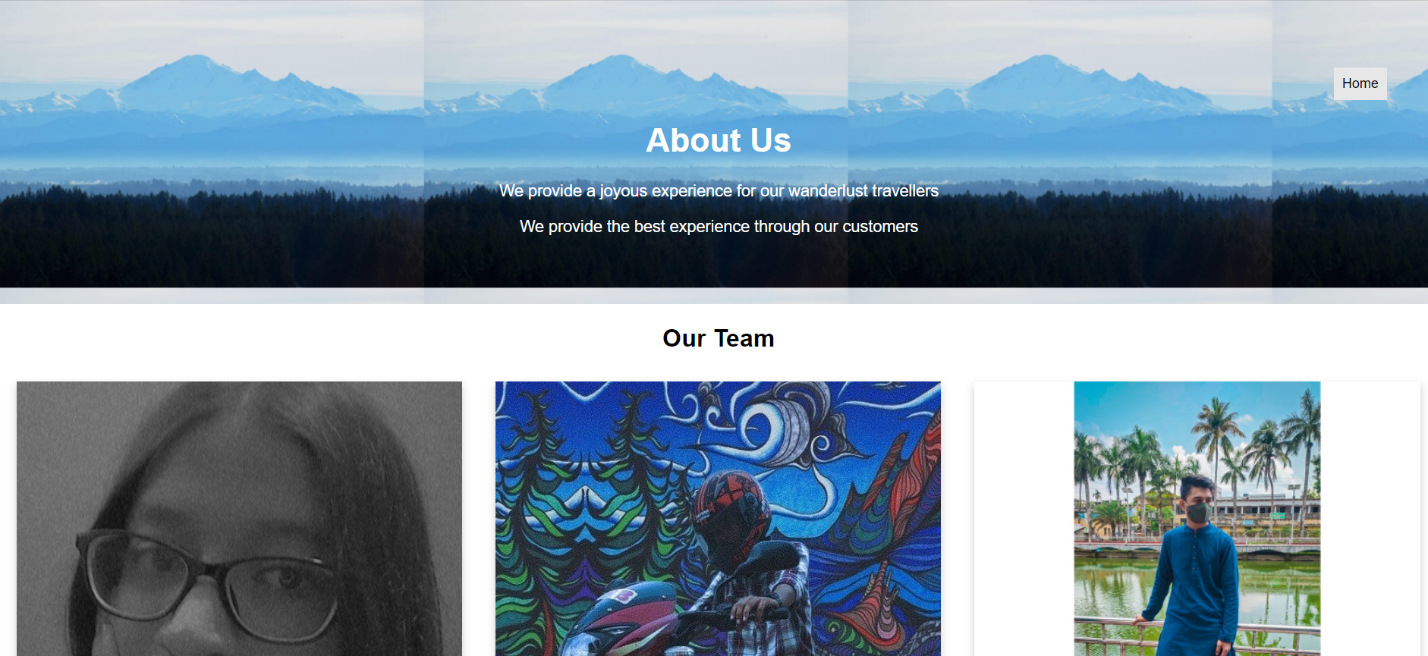 Home
About Us
We provide a joyous experience for our wanderlust travellers
We provide the best experience through our customers
Our Team